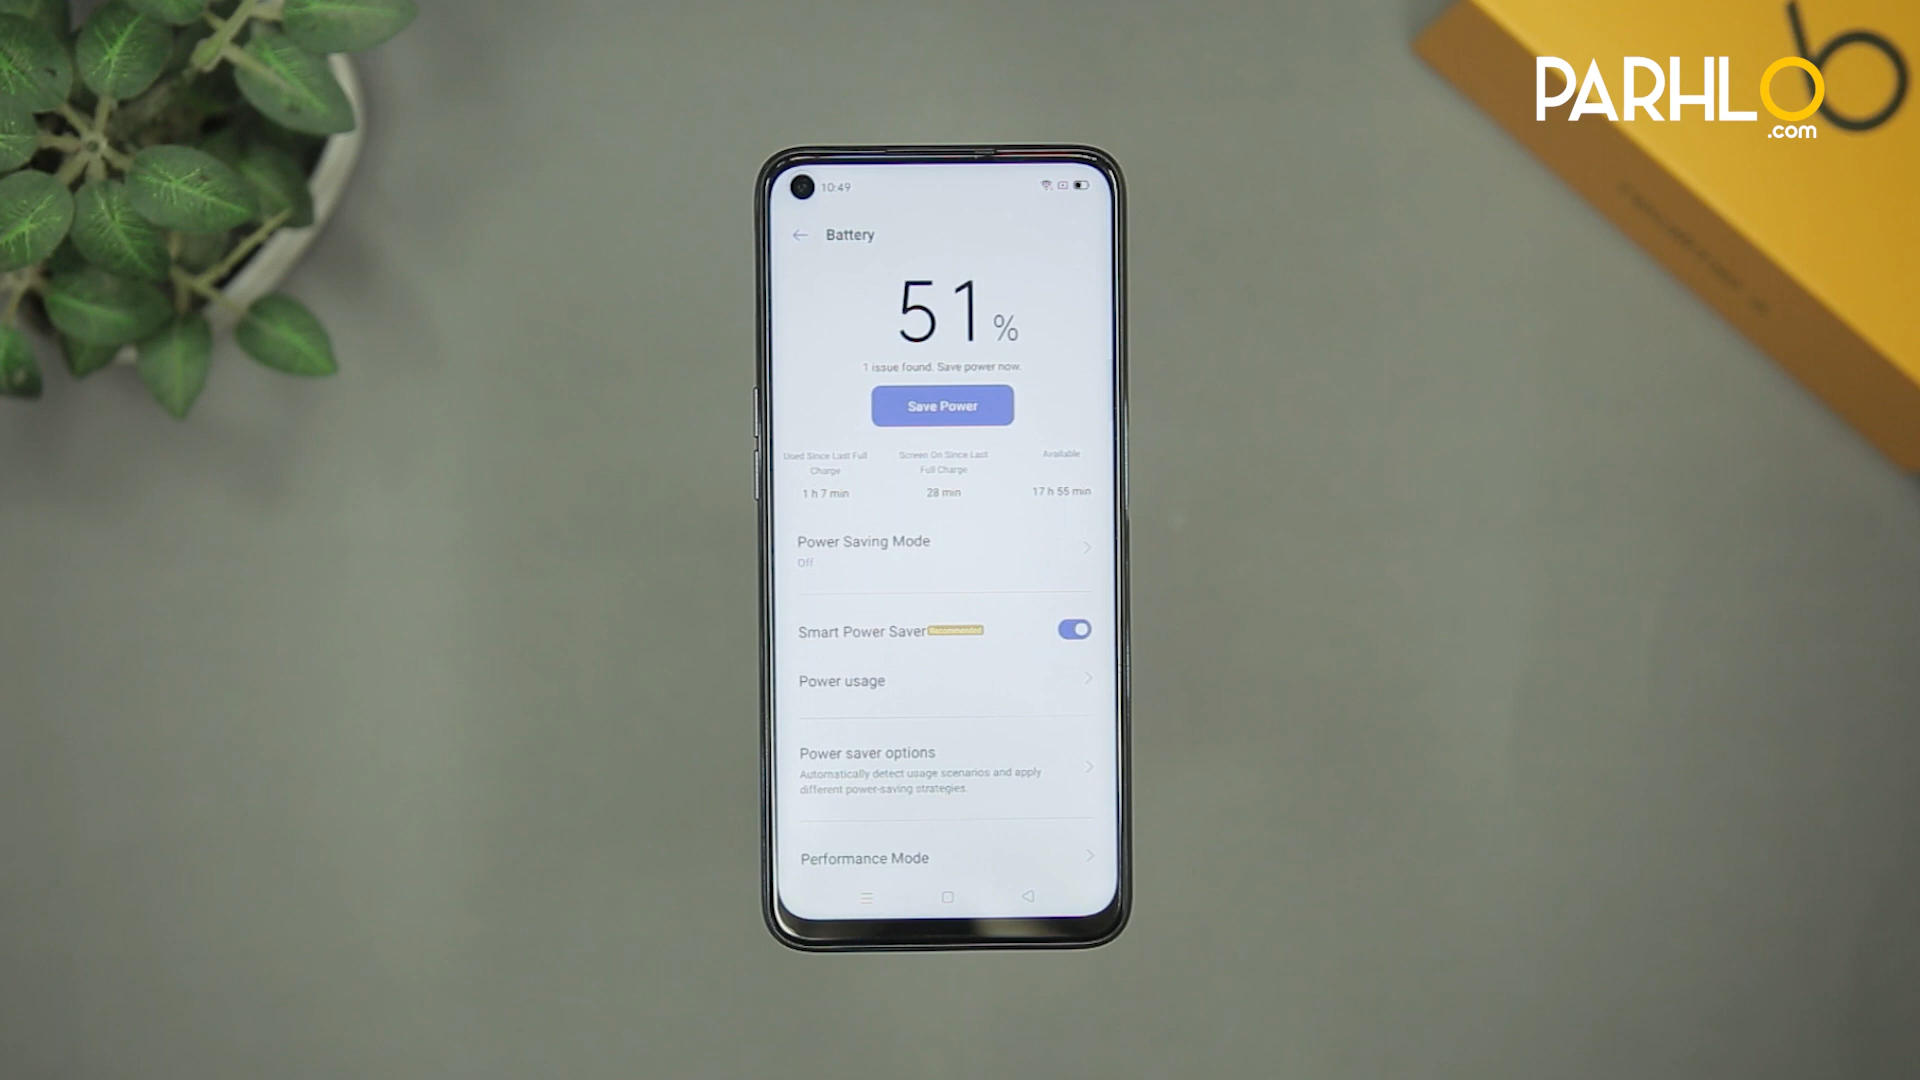 PARHLO
.com
6
10:49
Battery
51%
1 issue found. Save power now.
Save Power
Used Since Last Full Charge
1 h 7 min
Screen On Since Last Full Charge
28 min
Available
17 h 55 min
Power Saving Mode
Off
Smart Power Saver Recommended
Power usage
Power saver options
Automatically detect usage scenarios and apply
different power-saving strategies.
Performance Mode